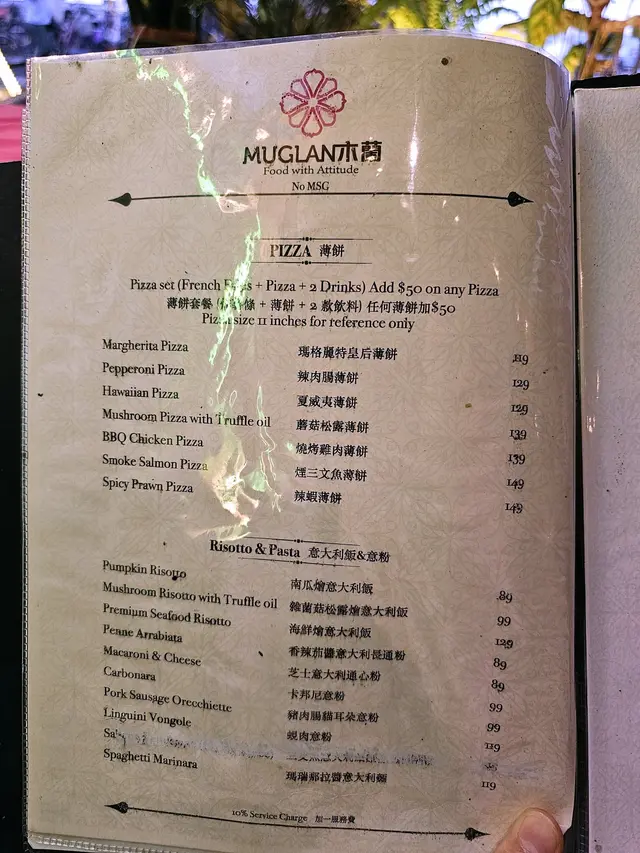 MUGLAN木蘭
Food with Attitude
No MSG
PIZZA 薄餅
Pizza set (French Fries + Pizza + 2 Drinks) Add $50 on any Pizza
薄餅套餐 ( 條 + 薄餅 + 2 款飲料) 任何薄餅加$50
Pizza size 11 inches for reference only
Margherita Pizza 瑪格麗特皇后薄餅 119
Pepperoni Pizza 辣肉腸薄餅 129
Hawaiian Pizza 夏威夷薄餅 129
Mushroom Pizza with Truffle oil 蘑菇松露薄餅 139
BBQ Chicken Pizza 燒烤雞肉薄餅 139
Smoke Salmon Pizza 煙三文魚薄餅 149
Spicy Prawn Pizza 辣蝦薄餅 149
Risotto & Pasta 意大利飯&意粉
Pumpkin Risotto 南瓜燴意大利飯 89
Mushroom Risotto with Truffle oil 雜菌菇松露燴意大利飯 99
Premium Seafood Risotto 海鮮燴意大利飯 129
Penne Arrabiata 香辣茄醬意大利長通粉 89
Macaroni & Cheese 芝士意大利通心粉 89
Carbonara 卡邦尼意粉 99
Pork Sausage Orecchiette 豬肉腸貓耳朵意粉 99
Linguini Vongole 蜆肉意粉 119
Spaghetti Marinara 瑪瑞那拉醬意大利麵 119
10% Service Charge 加一服務費